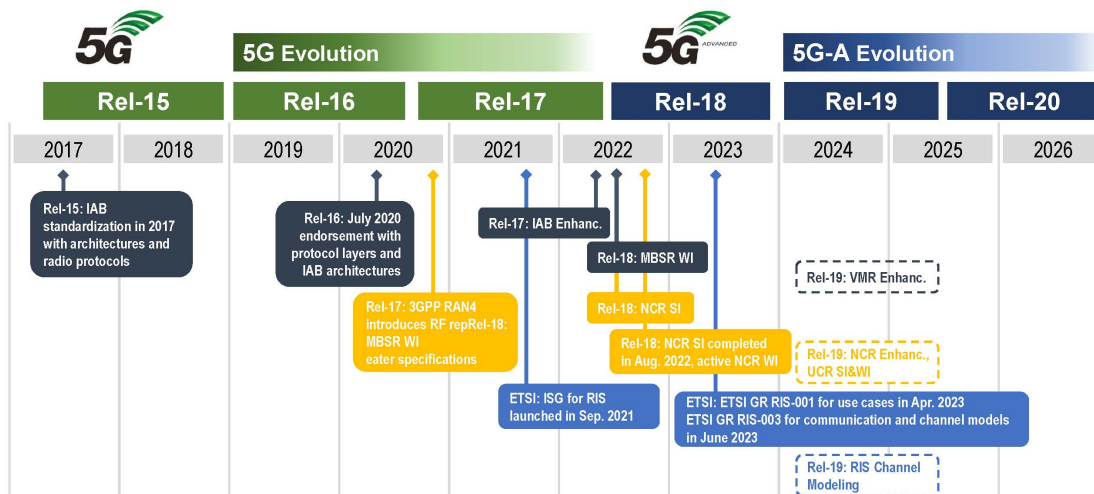 5G
5G Evolution
5G ADVANCED
5G-A Evolution
Rel-15
Rel-16
Rel-17
Rel-18
Rel-19
Rel-20
2017
2018
2019
2020
2021
2022
2023
2024
2025
2026
Rel-15: IAB
standardization in 2017
with architectures and
radio protocols
Rel-16: July 2020
endorsement with
protocol layers and
IAB architectures
Rel-17: IAB Enhanc.
Rel-18: MBSR WI
Rel-19: VMR Enhanc.
Rel-17: 3GPP RAN4
introduces RF repRel-18:
MBSR WI
eater specifications
Rel-18: NCR SI
Rel-18: NCR SI completed
in Aug. 2022, active NCR WI
Rel-19: NCR Enhanc.,
UCR SI&WI
ETSI: ISG for RIS
launched in Sep. 2021
ETSI: ETSI GR RIS-001 for use cases in Apr. 2023
ETSI GR RIS-003 for communication and channel models
in June 2023
Rel-19: RIS Channel
Modeling